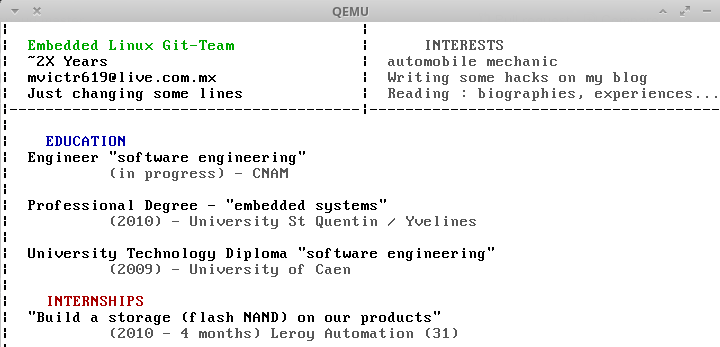 QEMU
Embedded Linux Git-Team
~2X Years
mvictr619@live.com.mx
Just changing some lines
INTERESTS
automobile mechanic
Writing some hacks on my blog
Reading : biographies, experiences...
EDUCATION
Engineer "software engineering"
(in progress) - CNAM
Professional Degree - "embedded systems"
(2010) - University St Quentin / Yvelines
University Technology Diploma "software engineering"
(2009) - University of Caen
INTERNSHIPS
"Build a storage (flash NAND) on our products"
(2010 - 4 months) Leroy Automation (31)